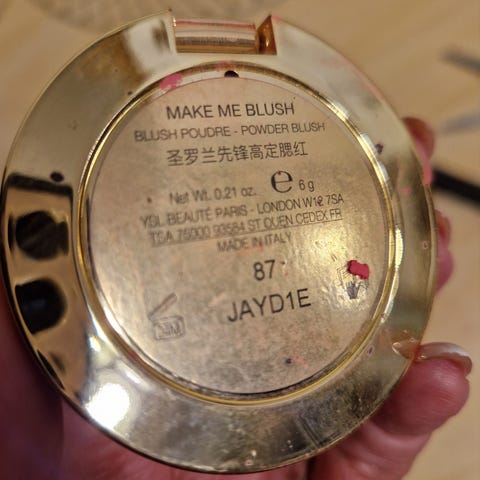 MAKE ME BLUSH
BLUSH POUDRE - POWDER BLUSH
圣罗兰先锋高定腮红
Net Wt. 0.21 oz. e 6 g
YSL BEAUTÉ PARIS - LONDON W12 7SA
TSA 75000 93584 ST OUEN CEDEX FR
MADE IN ITALY
87
JAYD1E